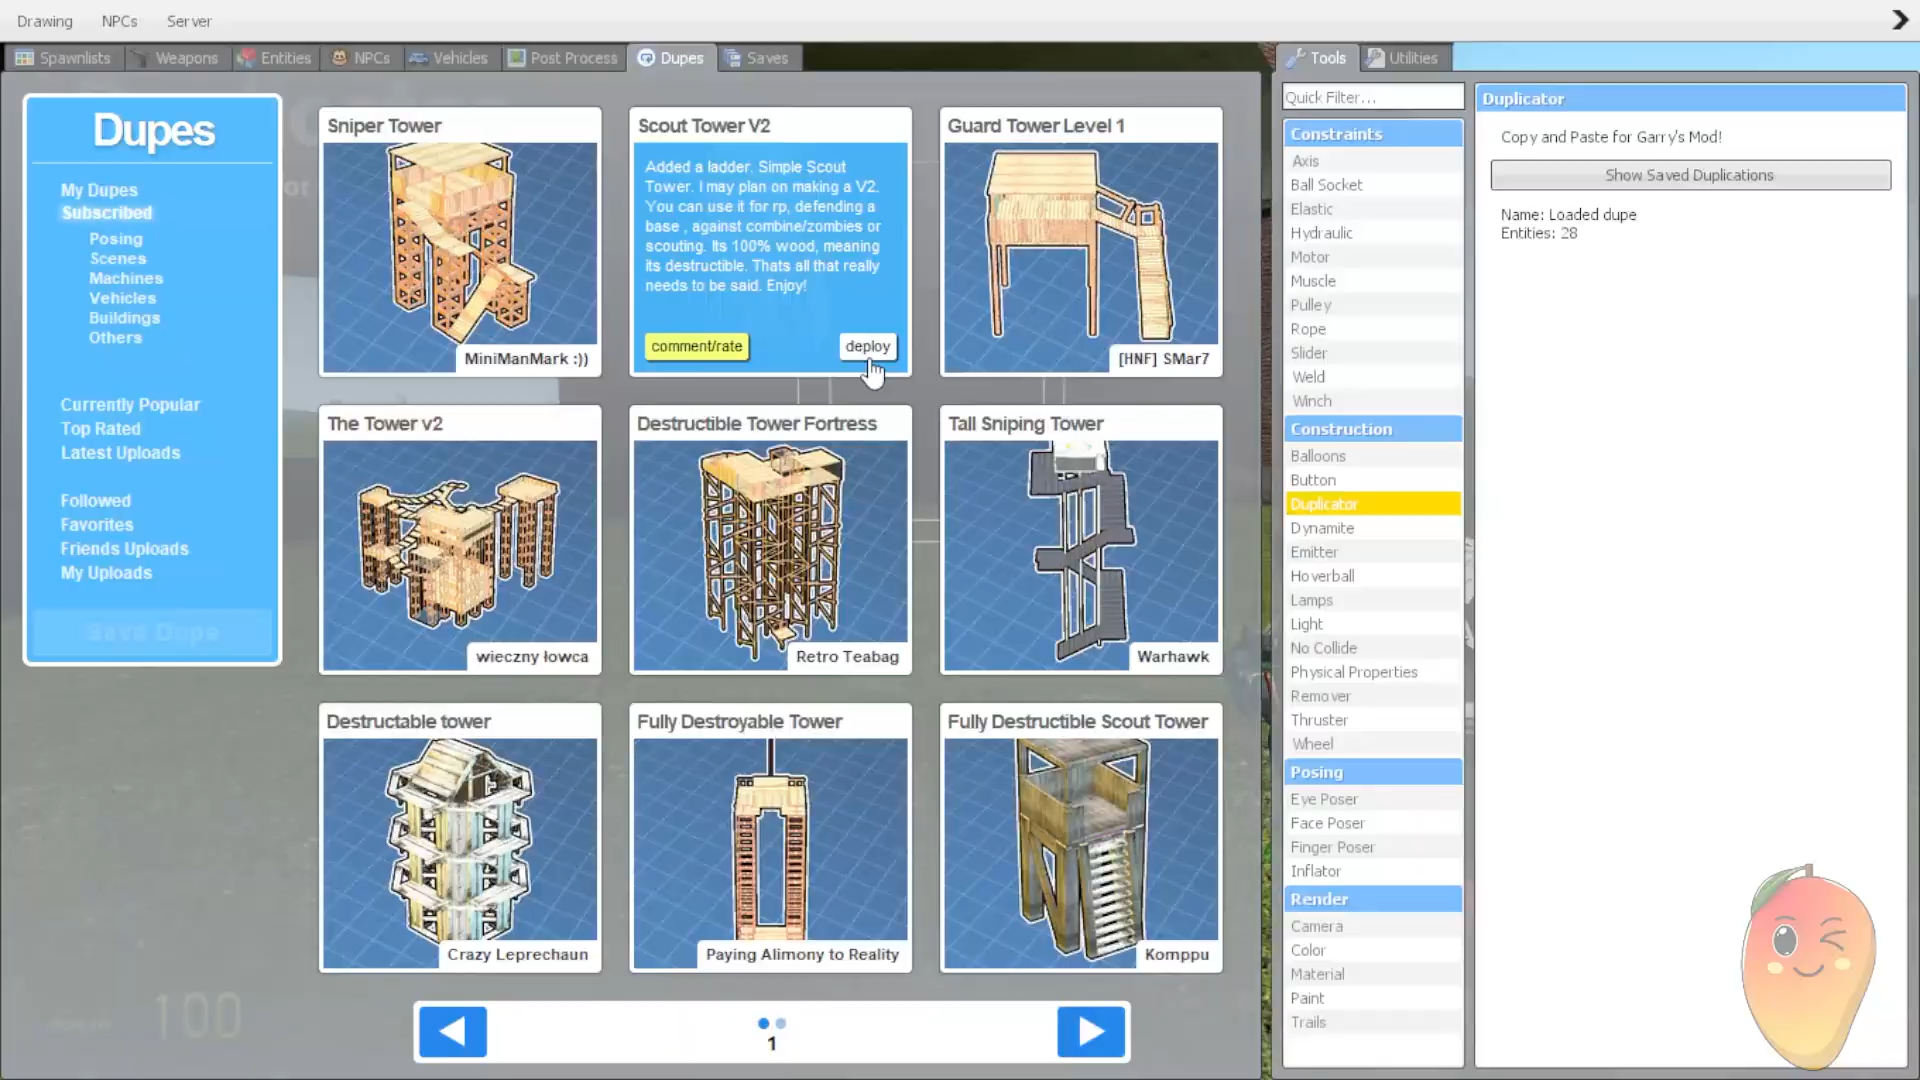 Drawing NPCs Server
Spawnlists Weapons Entities NPCs Vehicles Post Process Dupes Saves
Tools Utilities
Dupes
My Dupes
Subscribed
Posing
Scenes
Machines
Vehicles
Buildings
Others
Currently Popular
Top Rated
Latest Uploads
Followed
Favorites
Friends Uploads
My Uploads
Save Dupe
Sniper Tower
MiniManMark :))
Scout Tower V2
Added a ladder. Simple Scout
Tower. I may plan on making a V2.
You can use it for rp, defending a
base , against combine/zombies or
scouting. Its 100% wood, meaning
its destructible. Thats all that really
needs to be said. Enjoy!
comment/rate
deploy
Guard Tower Level 1
[HNF] SMar7
The Tower v2
wieczny łowca
Destructible Tower Fortress
Retro Teabag
Tall Sniping Tower
Warhawk
Destructable tower
Crazy Leprechaun
Fully Destroyable Tower
Paying Alimony to Reality
Fully Destructible Scout Tower
Komppu
1
100
Quick Filter...
Constraints
Axis
Ball Socket
Elastic
Hydraulic
Motor
Muscle
Pulley
Rope
Slider
Weld
Winch
Construction
Balloons
Button
Duplicator
Dynamite
Emitter
Hoverball
Lamps
Light
No Collide
Physical Properties
Remover
Thruster
Wheel
Posing
Eye Poser
Face Poser
Finger Poser
Inflator
Render
Camera
Color
Material
Paint
Trails
Duplicator
Copy and Paste for Garry's Mod!
Show Saved Duplications
Name: Loaded dupe
Entities: 28